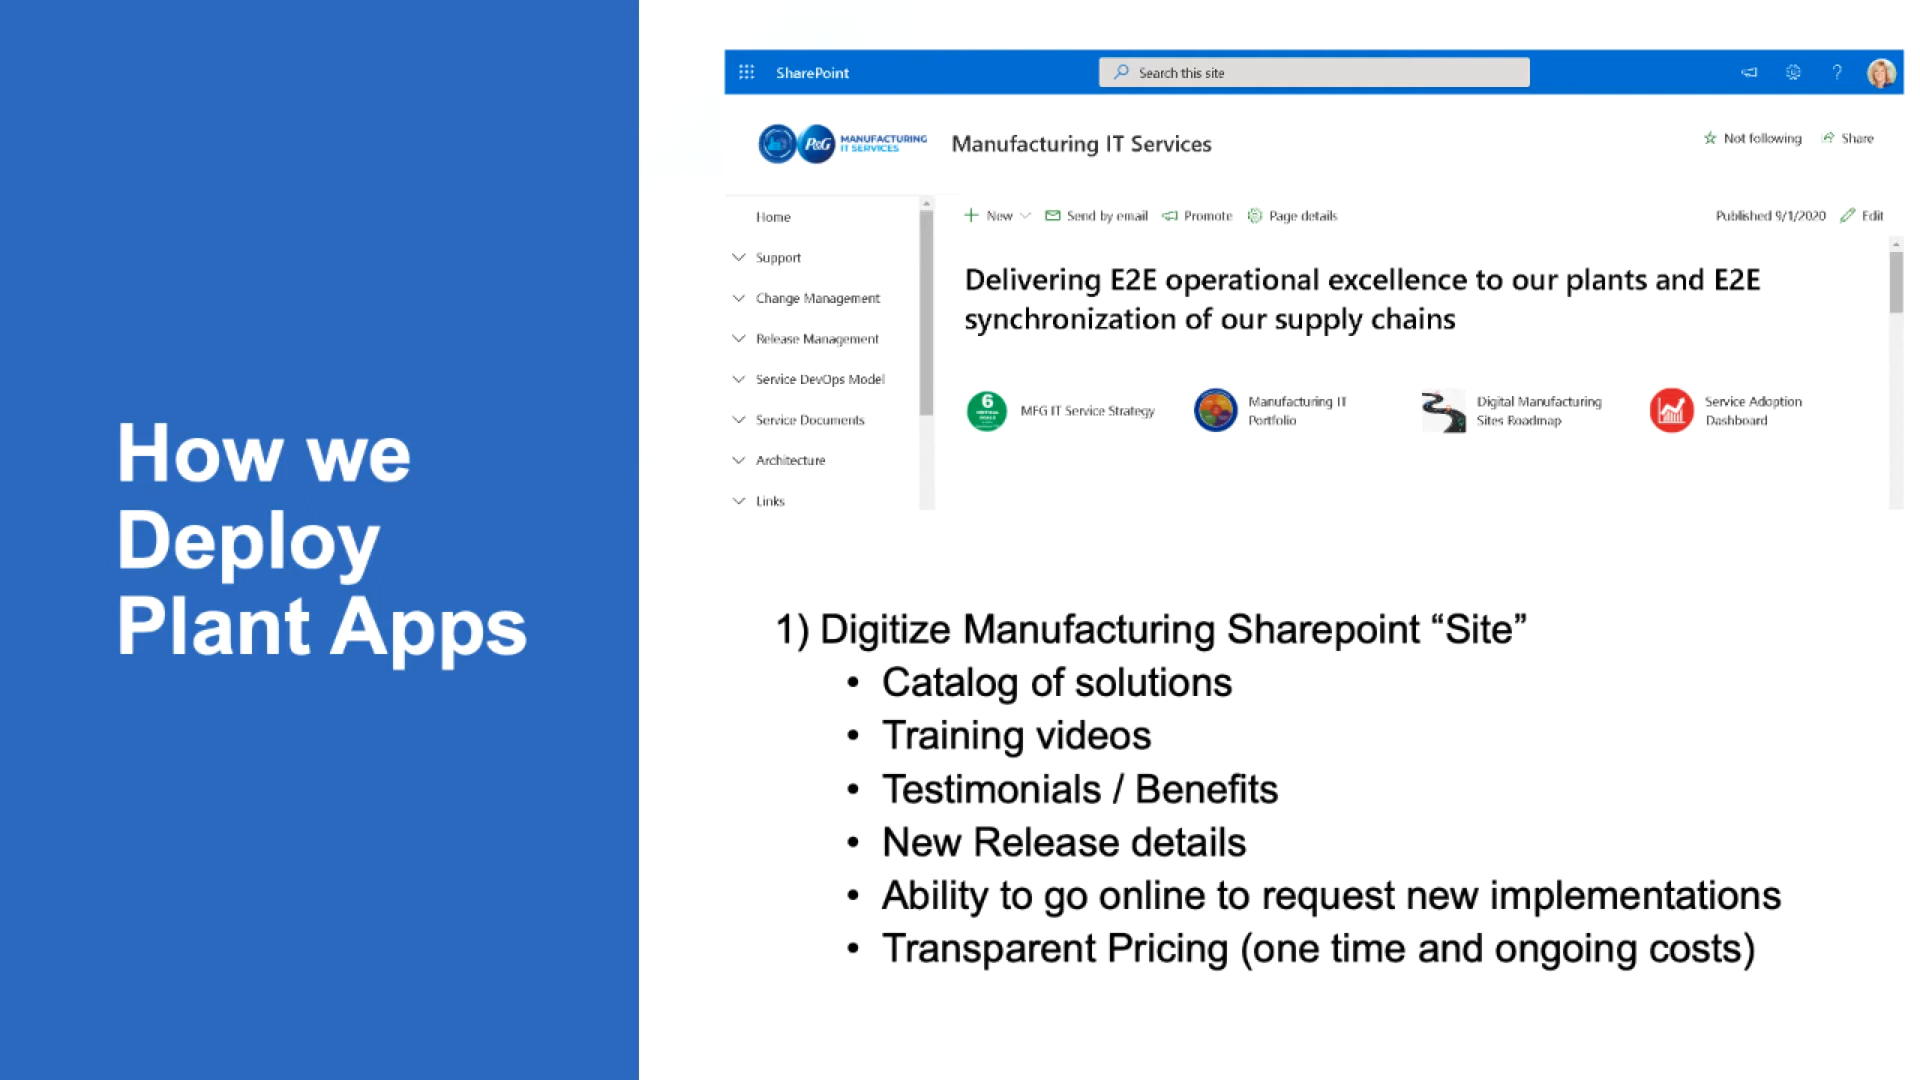 How we
Deploy
Plant Apps
SharePoint
Search this site
?
P&G
MANUFACTURING
IT SERVICES
Manufacturing IT Services
Not following
Share
Home
Support
Change Management
Release Management
Service DevOps Model
Service Documents
Architecture
Links
New
Send by email
Promote
Page details
Published 9/1/2020
Edit
Delivering E2E operational excellence to our plants and E2E
synchronization of our supply chains
6
MFG IT Service Strategy
Manufacturing IT
Portfolio
Digital Manufacturing
Sites Roadmap
Service Adoption
Dashboard
1) Digitize Manufacturing Sharepoint “Site”
• Catalog of solutions
• Training videos
• Testimonials / Benefits
• New Release details
• Ability to go online to request new implementations
• Transparent Pricing (one time and ongoing costs)